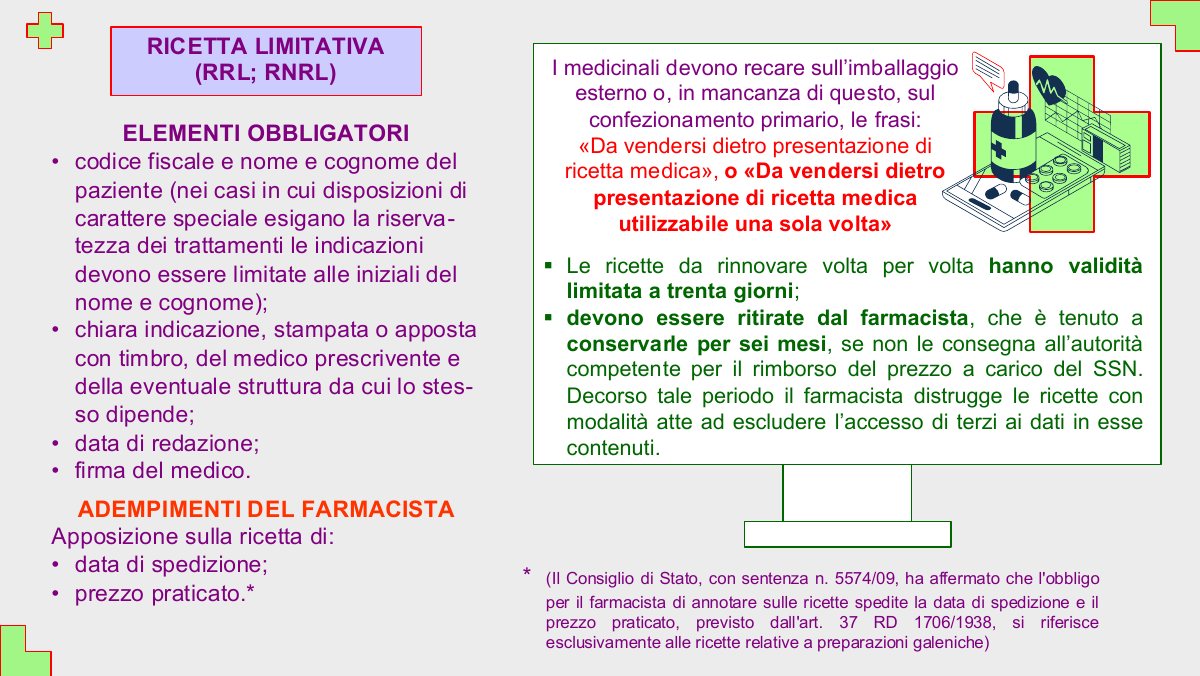 RICETTA LIMITATIVA
(RRL; RNRL)
ELEMENTI OBBLIGATORI
• codice fiscale e nome e cognome del
paziente (nei casi in cui disposizioni di
carattere speciale esigano la riserva-
tezza dei trattamenti le indicazioni
devono essere limitate alle iniziali del
nome e cognome);
• chiara indicazione, stampata o apposta
con timbro, del medico prescrivente e
della eventuale struttura da cui lo stes-
so dipende;
• data di redazione;
• firma del medico.
ADEMPIMENTI DEL FARMACISTA
Apposizione sulla ricetta di:
• data di spedizione;
• prezzo praticato.*
I medicinali devono recare sull’imballaggio
esterno o, in mancanza di questo, sul
confezionamento primario, le frasi:
«Da vendersi dietro presentazione di
ricetta medica», o «Da vendersi dietro
presentazione di ricetta medica
utilizzabile una sola volta»
▪ Le ricette da rinnovare volta per volta hanno validità
limitata a trenta giorni;
▪ devono essere ritirate dal farmacista, che è tenuto a
conservarle per sei mesi, se non le consegna all’autorità
competente per il rimborso del prezzo a carico del SSN.
Decorso tale periodo il farmacista distrugge le ricette con
modalità atte ad escludere l’accesso di terzi ai dati in esse
contenuti.
* (Il Consiglio di Stato, con sentenza n. 5574/09, ha affermato che l'obbligo
per il farmacista di annotare sulle ricette spedite la data di spedizione e il
prezzo praticato, previsto dall'art. 37 RD 1706/1938, si riferisce
esclusivamente alle ricette relative a preparazioni galeniche)